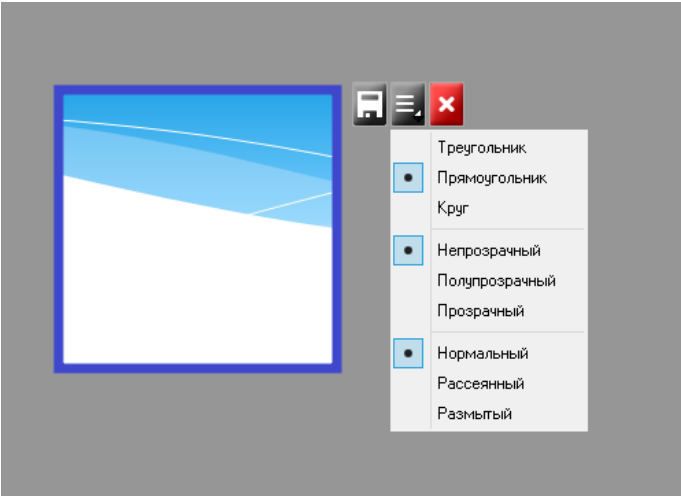 Треугольник
Прямоугольник
Круг
Непрозрачный
Полупрозрачный
Прозрачный
Нормальный
Рассеянный
Размытый